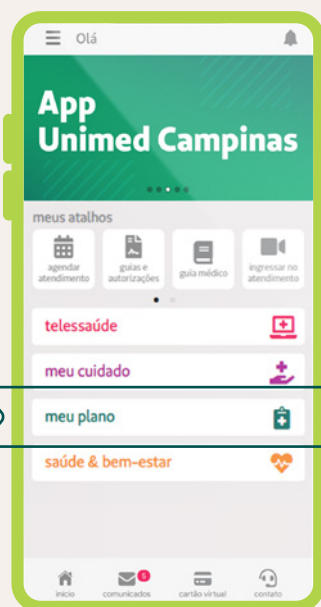 Olá
App
Unimed Campinas
meus atalhos
agendar
atendimento
guias e
autorizações
guia médico
ingressar no
atendimento
telessaúde
meu cuidado
meu plano
saúde & bem-estar
5
início
comunicados
cartão virtual
contato